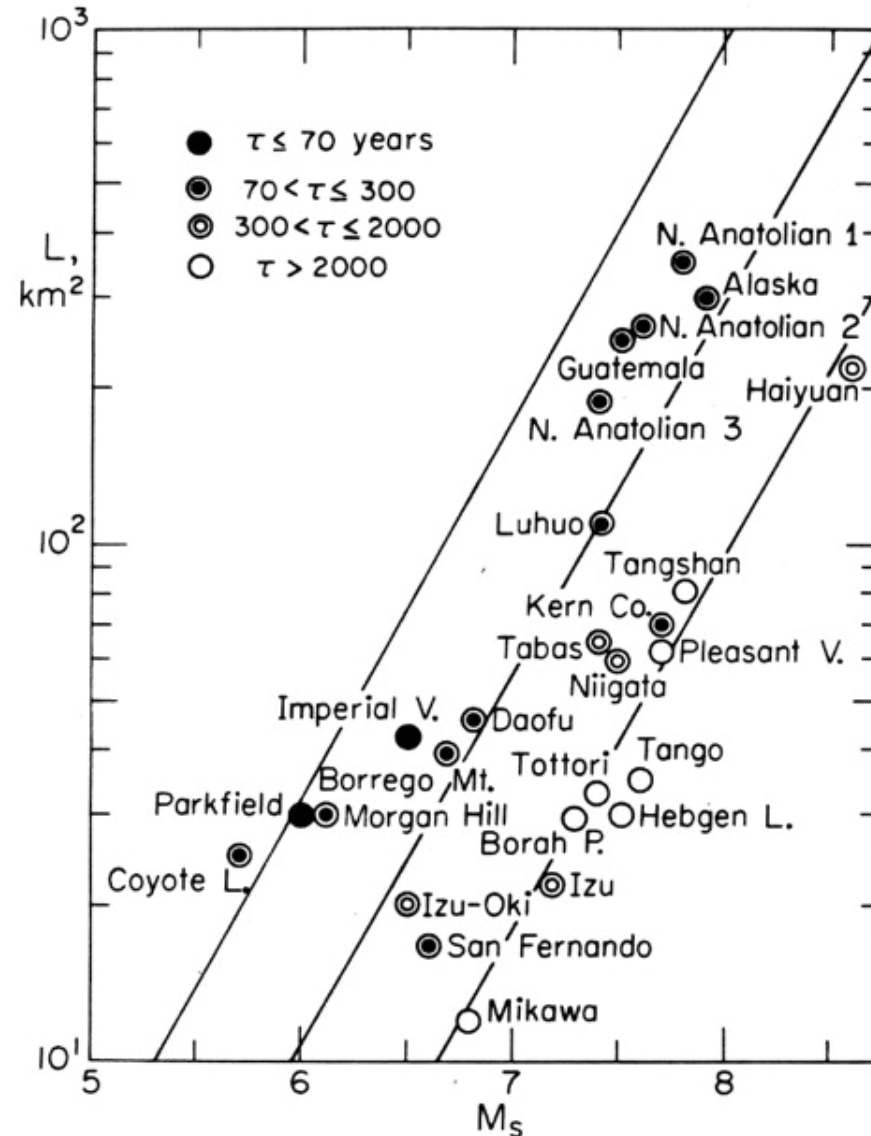 10³
τ ≤ 70 years
70 < τ ≤ 300
300 < τ ≤ 2000
τ > 2000
L,
km²
N. Anatolian 1
Alaska
N. Anatolian 2
Guatemala
Haiyuan
N. Anatolian 3
Luhuo
10²
Tangshan
Kern Co.
Tabas
Pleasant V.
Niigata
Imperial V.
Daofu
Tottori
Tango
Borrego Mt.
Parkfield
Morgan Hill
Hebgen L.
Borah P.
Coyote L.
Izu
Izu-Oki
San Fernando
Mikawa
10¹
5 6 7 8
Mₛ